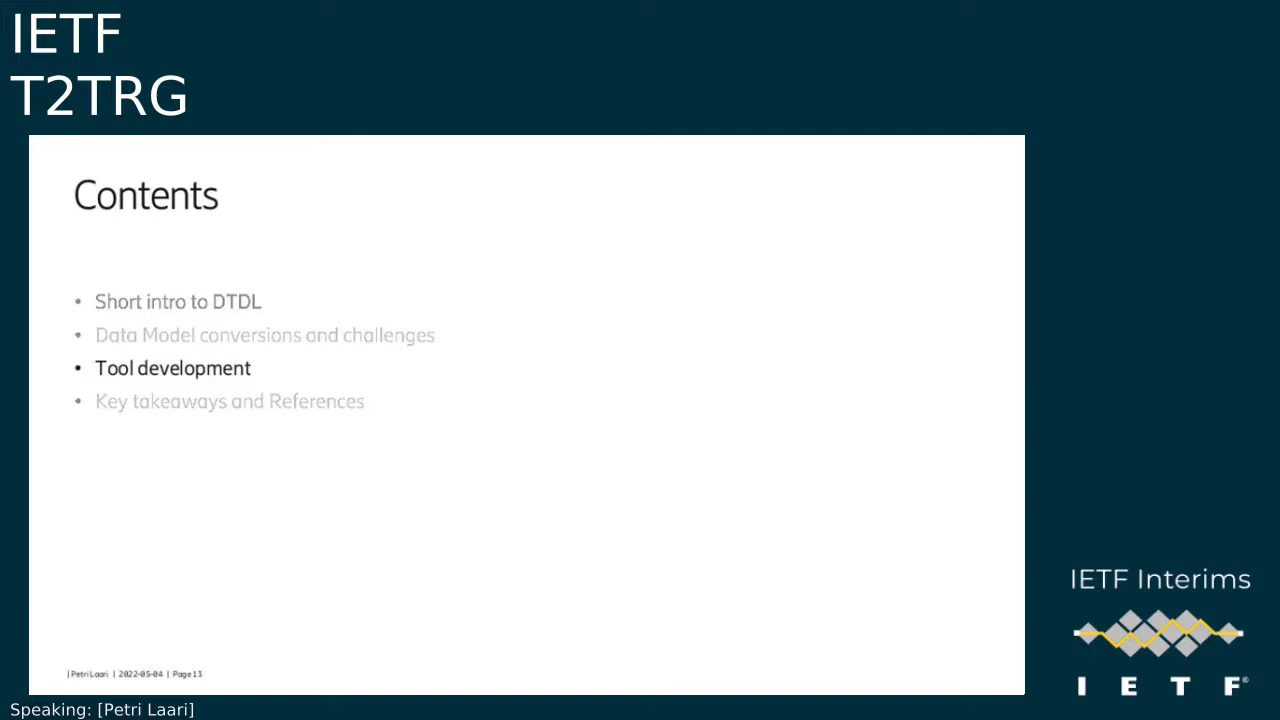 IETF
T2TRG
Contents
• Short intro to DTDL
• Data Model conversions and challenges
• Tool development
• Key takeaways and References
| Petri Laari | 2022-05-04 | Page 13
IETF Interims
I E T F®
Speaking: [Petri Laari]